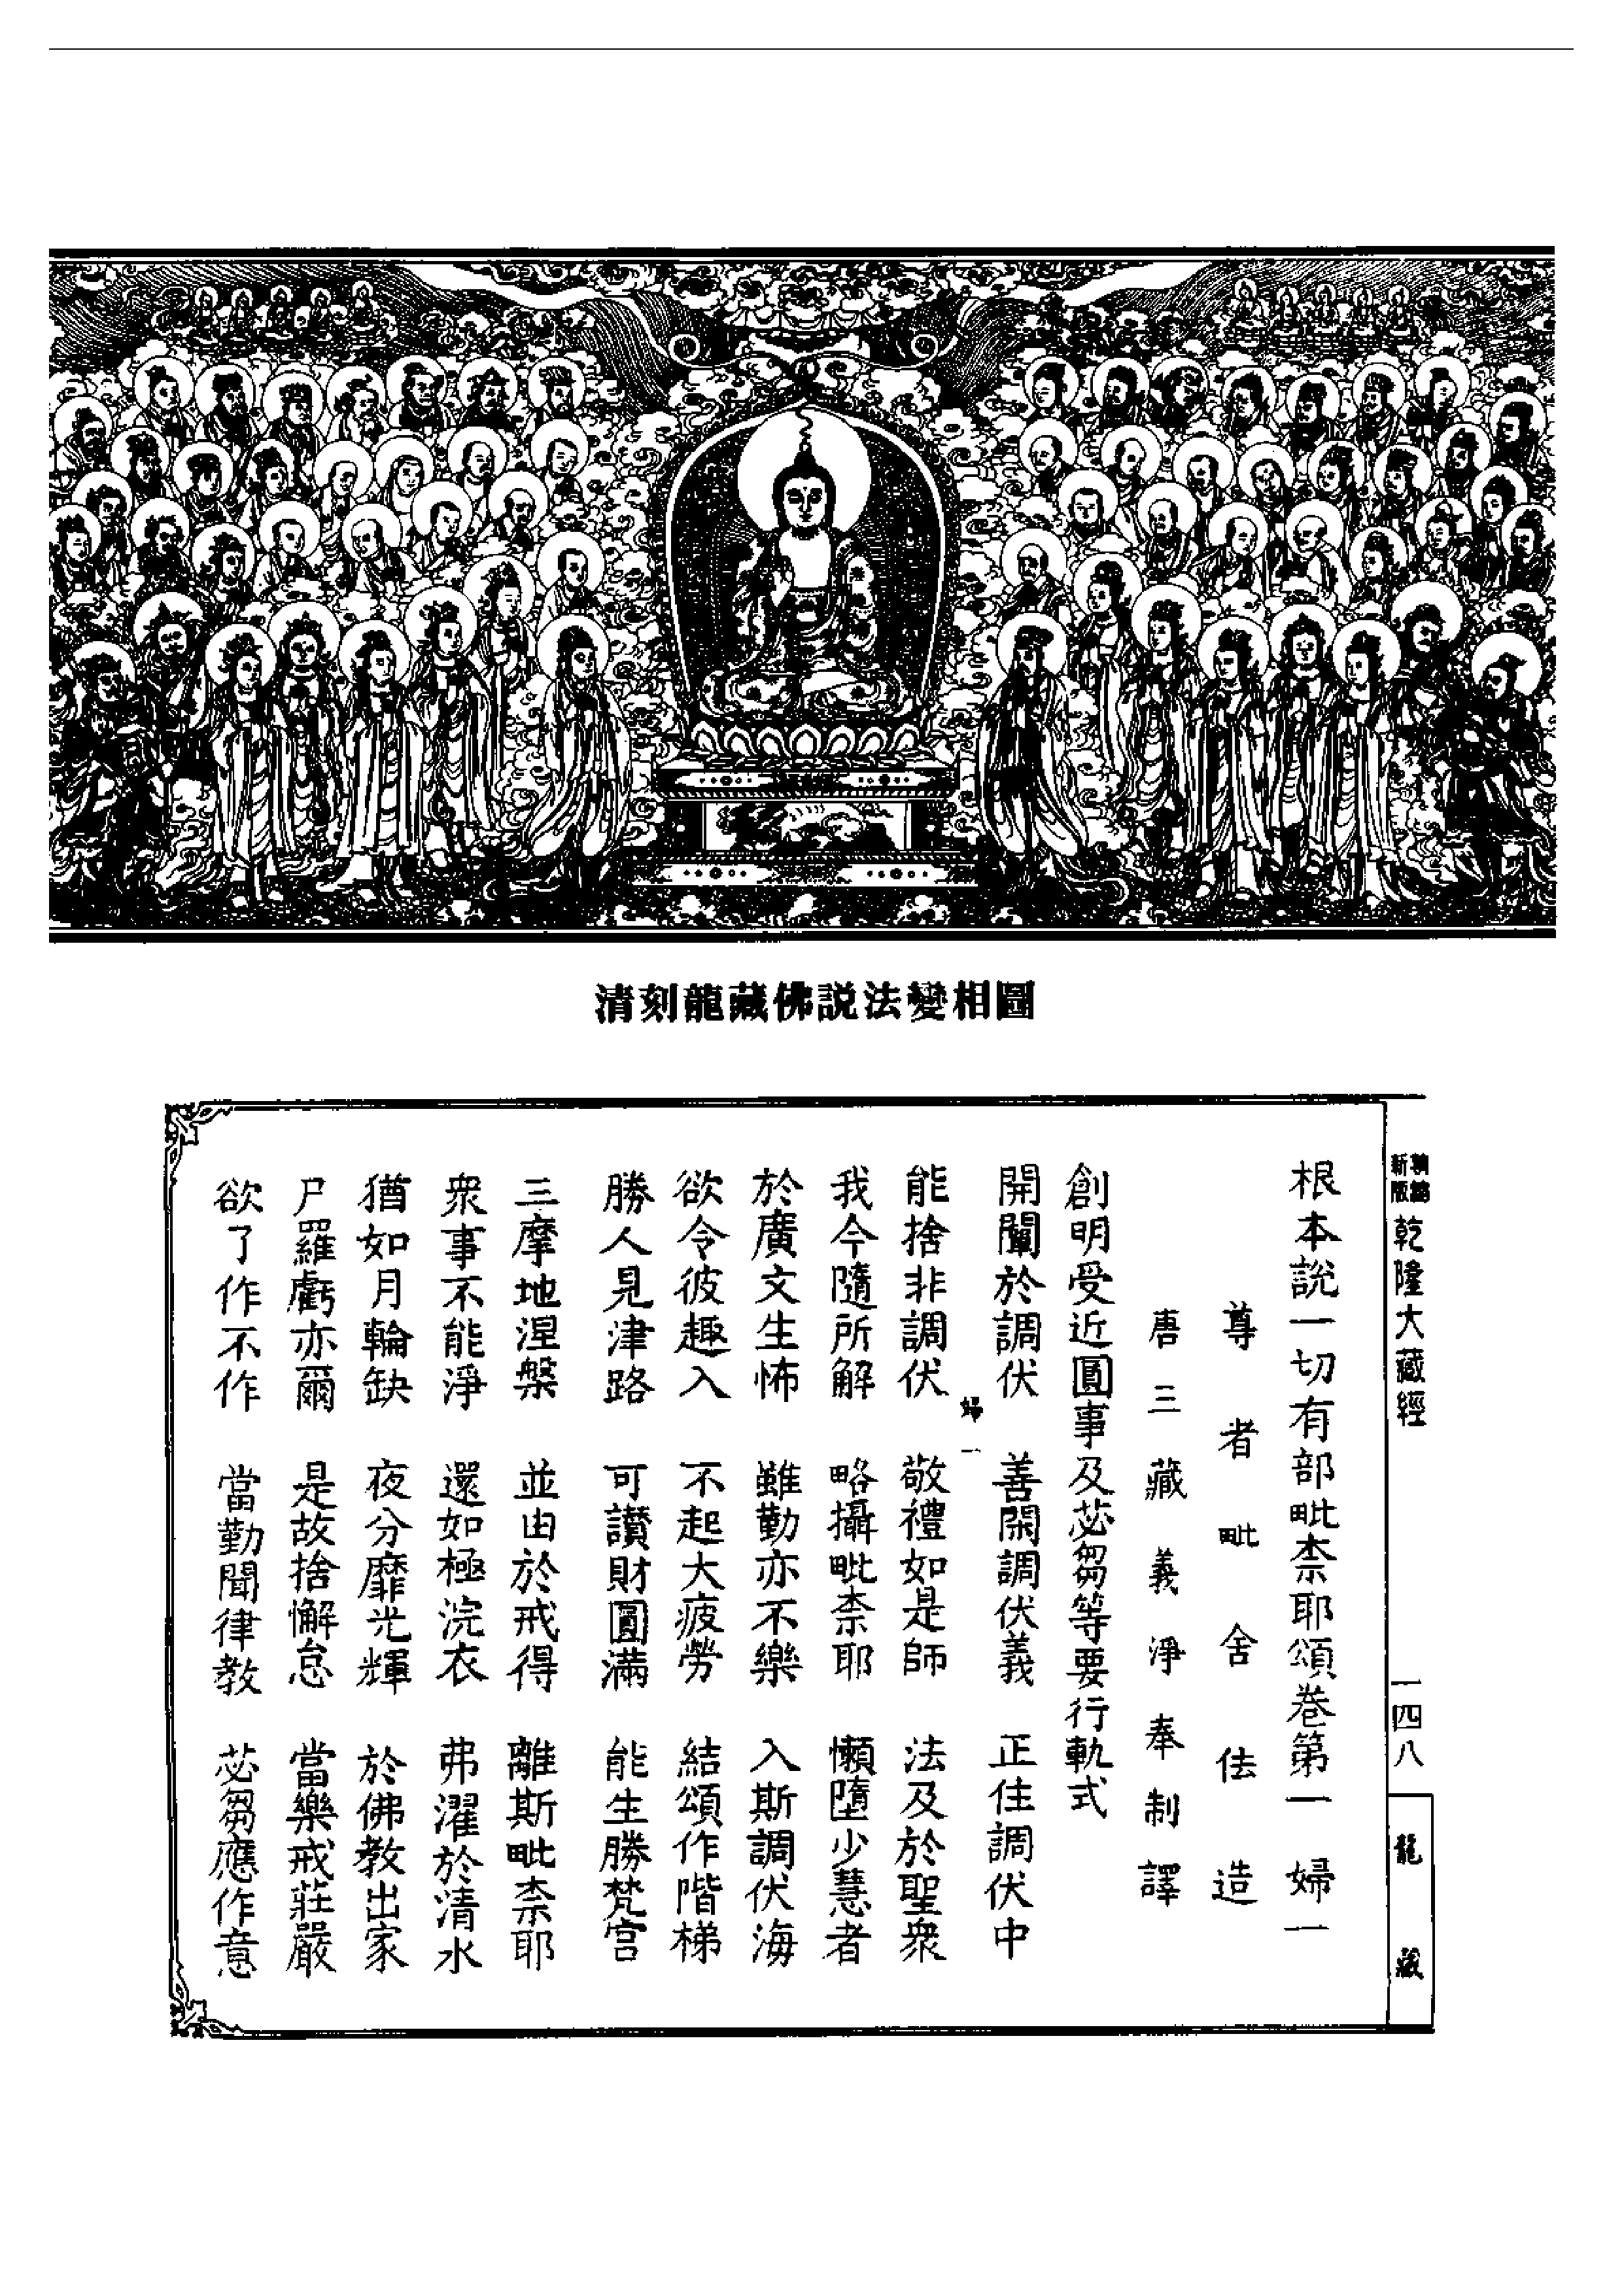 清刻龍藏佛説法變相圖
新版
乾隆大藏經
一四八
龍藏
根本説一切有部毗柰耶頌卷第一 婦一
尊者毗舍佉造
唐三藏義淨奉制譯
創明受近圓事及苾芻等要行軌式
開闡於調伏 善閑調伏義 正住調伏中
婦一
能捨非調伏 敬禮如是師 法及於聖衆
我今隨所解 略攝毗柰耶 懶墮少慧者
於廣文生怖 雖勤亦不樂 入斯調伏海
欲令彼趣入 不起大疲勞 結頌作階梯
勝人見津路 可讚財圓滿 能生勝梵宮
三摩地涅槃 並由於戒得 離斯毗柰耶
衆事不能淨 還如極浣衣 弗濯於清水
猶如月輪缺 夜分靡光輝 於佛教出家
尸羅虧亦爾 是故捨懈怠 當樂戒莊嚴
欲了作不作 當勤聞律教 苾芻應作意